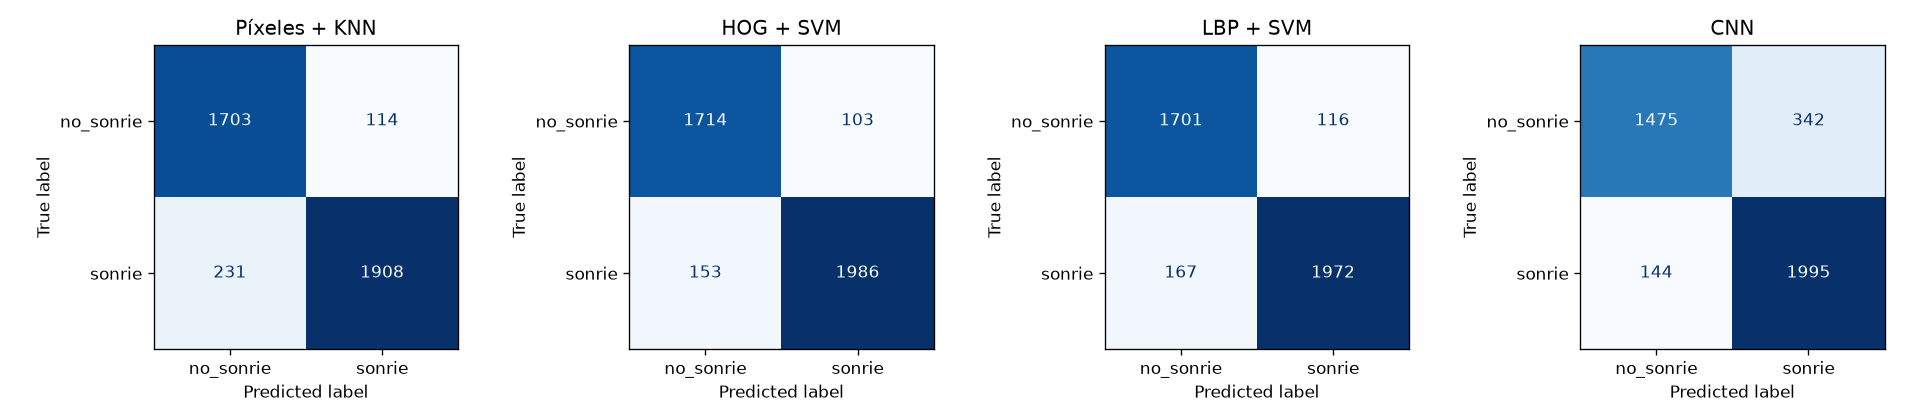 Píxeles + KNN
True label
no_sonrie
1703
114
sonrie
231
1908
no_sonrie
sonrie
Predicted label
HOG + SVM
True label
no_sonrie
1714
103
sonrie
153
1986
no_sonrie
sonrie
Predicted label
LBP + SVM
True label
no_sonrie
1701
116
sonrie
167
1972
no_sonrie
sonrie
Predicted label
CNN
True label
no_sonrie
1475
342
sonrie
144
1995
no_sonrie
sonrie
Predicted label